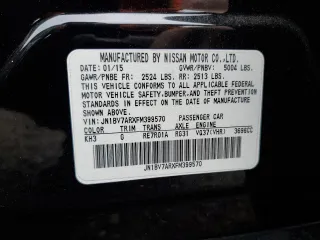 MANUFACTURED BY NISSAN MOTOR CO.,LTD.
DATE: 01/15 GVWR/PNBV: 5004 LBS.
GAWR/PNBE FR: 2524 LBS. RR: 2513 LBS.
THIS VEHICLE CONFORMS TO ALL APPLICABLE FEDERAL
MOTOR VEHICLE SAFETY,BUMPER,AND THEFT PREVENTION
STANDARDS IN EFFECT ON THE DATE OF MANUFACTURE
SHOWN ABOVE.
V.I.N.: JN1BV7ARXFM399570 PASSENGER CAR
COLOR TRIM TRANS AXLE ENGINE
KH3 G RE7R01A RG31 VQ37(VHR) 3696CC
JN1BV7ARXFM399570